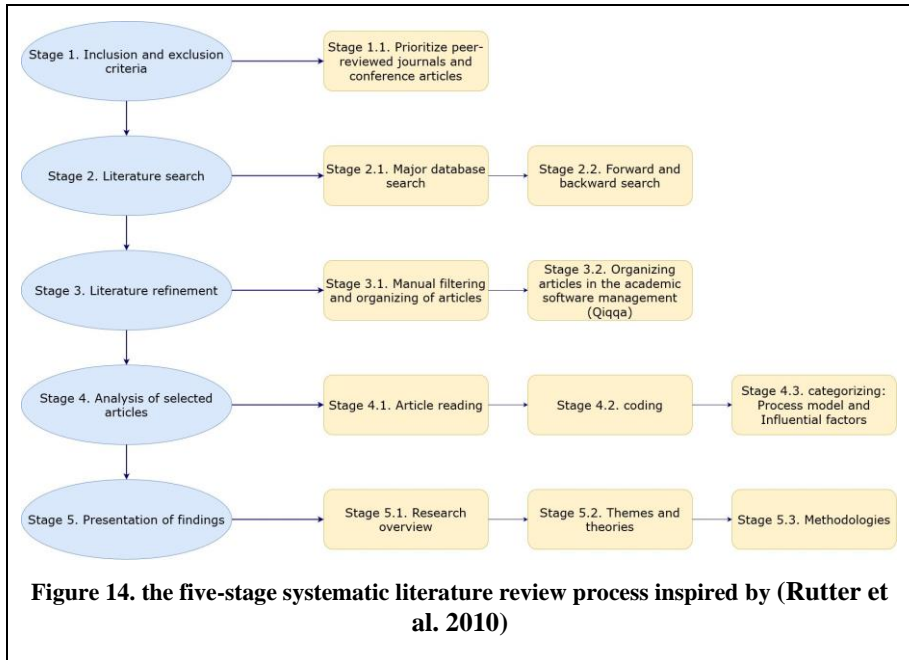 Stage 1. Inclusion and exclusion
criteria
Stage 1.1. Prioritize peer-
reviewed journals and
conference articles
Stage 2. Literature search
Stage 2.1. Major database
search
Stage 2.2. Forward and
backward search
Stage 3. Literature refinement
Stage 3.1. Manual filtering
and organizing of articles
Stage 3.2. Organizing
articles in the academic
software management
(Qiqqa)
Stage 4. Analysis of selected
articles
Stage 4.1. Article reading
Stage 4.2. coding
Stage 4.3. categorizing:
Process model and
Influential factors
Stage 5. Presentation of findings
Stage 5.1. Research
overview
Stage 5.2. Themes and
theories
Stage 5.3. Methodologies
Figure 14. the five-stage systematic literature review process inspired by (Rutter et
al. 2010)